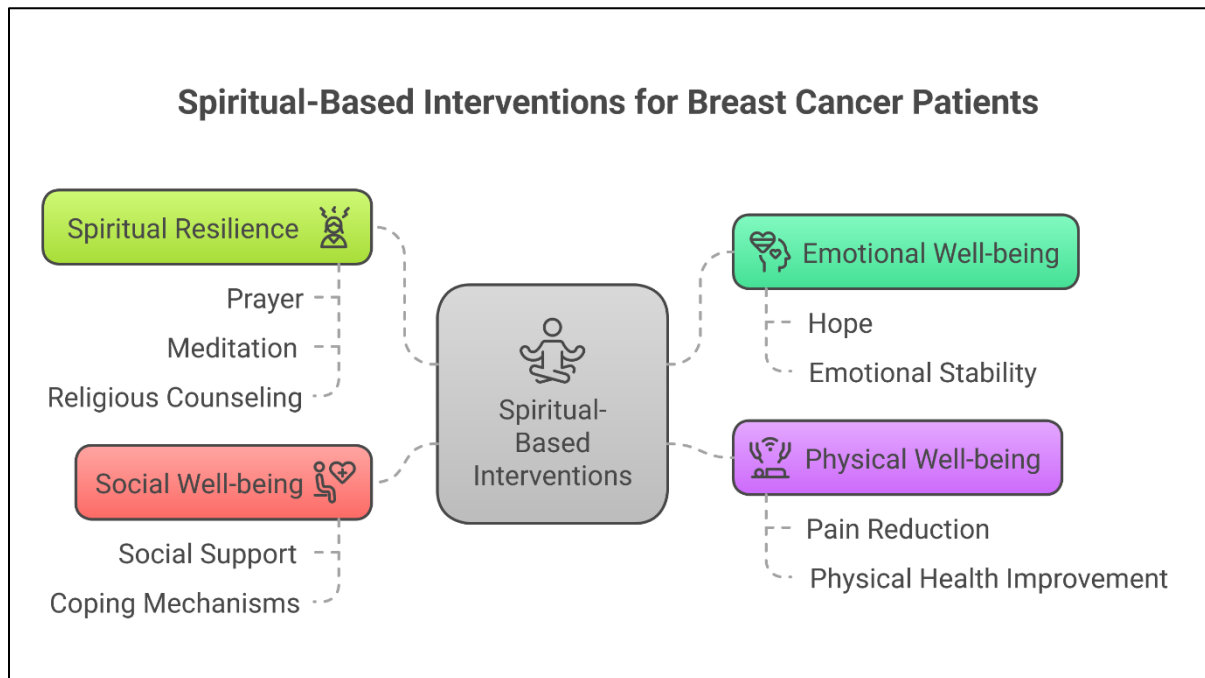 Spiritual-Based Interventions for Breast Cancer Patients
Spiritual Resilience
Prayer
Meditation
Religious Counseling
Social Well-being
Social Support
Coping Mechanisms
Spiritual-
Based
Interventions
Emotional Well-being
Hope
Emotional Stability
Physical Well-being
Pain Reduction
Physical Health Improvement